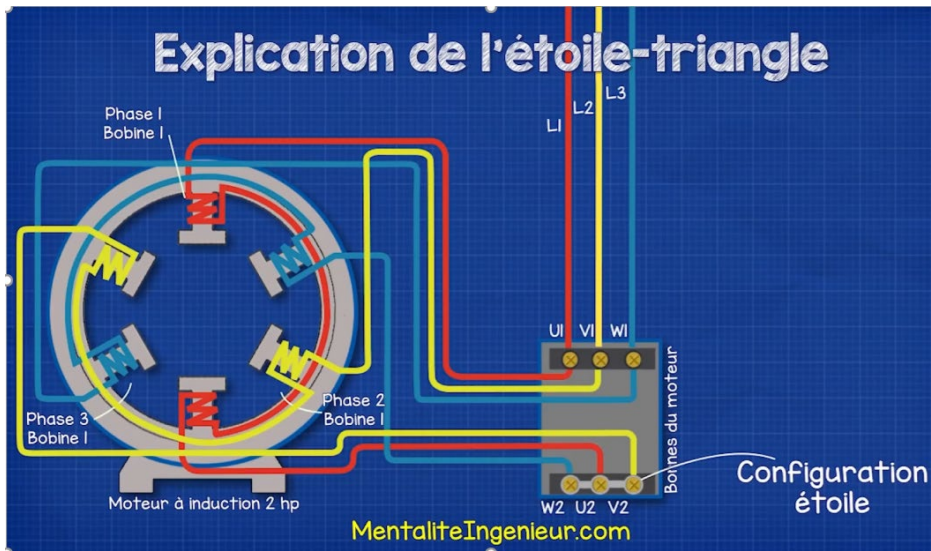 Explication de l'étoile-triangle
Phase 1
Bobine 1
L1
L2
L3
U1 V1 W1
Phase 3
Bobine 1
Phase 2
Bobine 1
Bornes du moteur
Moteur à induction 2 hp
W2 U2 V2
Configuration
étoile
MentaliteIngenieur.com